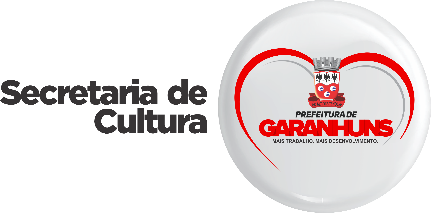 Secretaria de
Cultura
PREFEITURA DE
GARANHUNS
MAIS TRABALHO. MAIS DESENVOLVIMENTO.